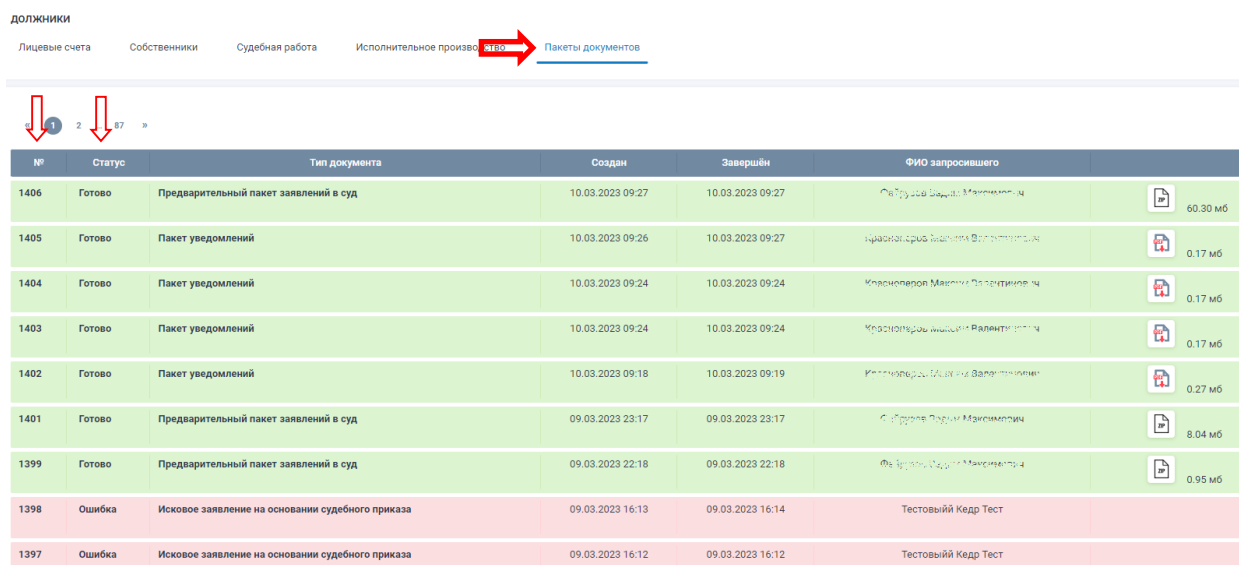 ДОЛЖНИКИ
Лицевые счета Собственники Судебная работа Исполнительное производство Пакеты документов
« 1 2 87 »
№ Статус Тип документа Создан Завершён ФИО запросившего
1406 Готово Предварительный пакет заявлений в суд 10.03.2023 09:27 10.03.2023 09:27 ZIP 60.30 мб
1405 Готово Пакет уведомлений 10.03.2023 09:26 10.03.2023 09:27 0.17 мб
1404 Готово Пакет уведомлений 10.03.2023 09:24 10.03.2023 09:24 0.17 мб
1403 Готово Пакет уведомлений 10.03.2023 09:24 10.03.2023 09:24 0.17 мб
1402 Готово Пакет уведомлений 10.03.2023 09:18 10.03.2023 09:19 0.27 мб
1401 Готово Предварительный пакет заявлений в суд 09.03.2023 23:17 09.03.2023 23:17 ZIP 8.04 мб
1399 Готово Предварительный пакет заявлений в суд 09.03.2023 22:18 09.03.2023 22:18 ZIP 0.95 мб
1398 Ошибка Исковое заявление на основании судебного приказа 09.03.2023 16:13 09.03.2023 16:14 Тестовыйй Кедр Тест
1397 Ошибка Исковое заявление на основании судебного приказа 09.03.2023 16:12 09.03.2023 16:12 Тестовыйй Кедр Тест